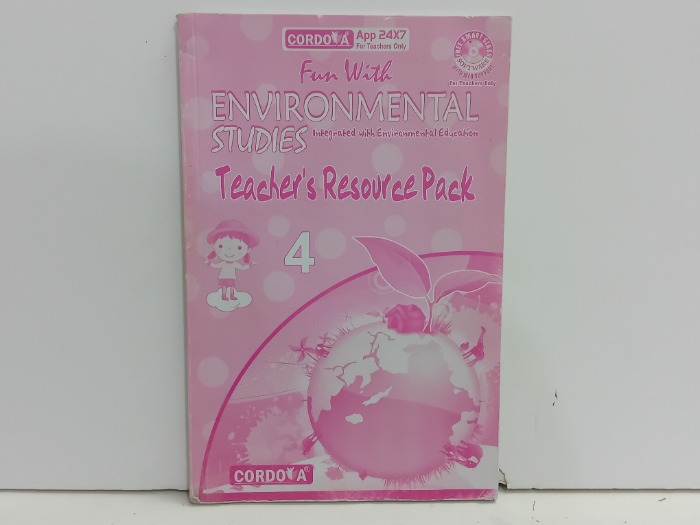 CORDOVA® App 24X7
For Teachers Only
SOFTWARE
(For Teachers Only)
Fun With
ENVIRONMENTAL
STUDIES Integrated with Environmental Education
Teacher's Resource Pack
4
CORDOVA®